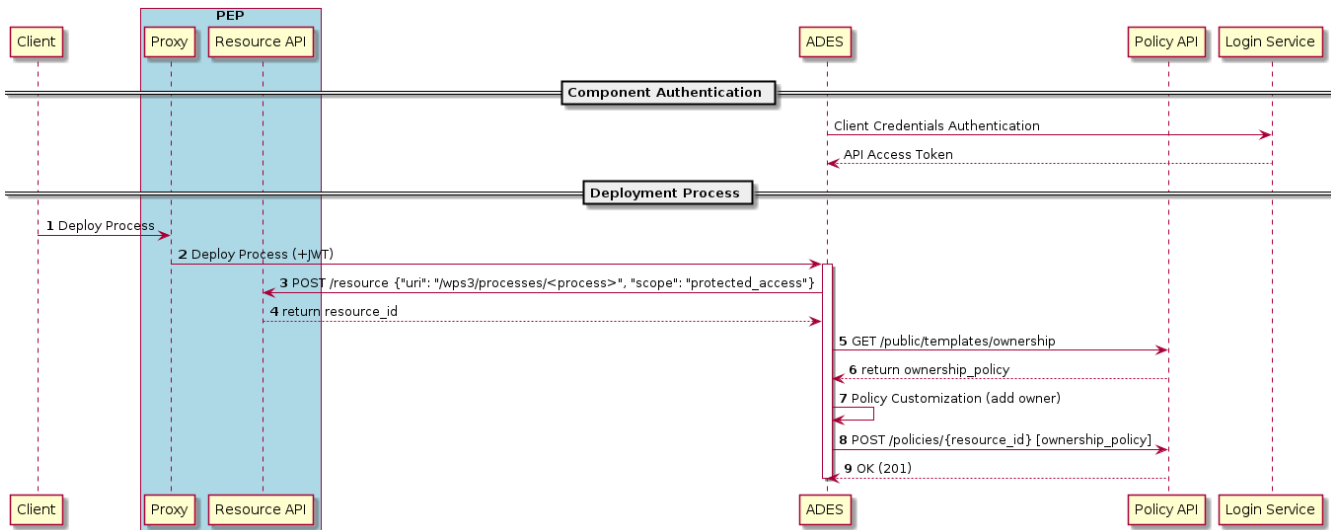 PEP
Client
Proxy
Resource API
ADES
Policy API
Login Service
Component Authentication
Client Credentials Authentication
API Access Token
Deployment Process
1 Deploy Process
2 Deploy Process (+JWT)
3 POST /resource {"uri": "/wps3/processes/<process>", "scope": "protected_access"}
4 return resource_id
5 GET /public/templates/ownership
6 return ownership_policy
7 Policy Customization (add owner)
8 POST /policies/{resource_id} [ownership_policy]
9 OK (201)
Client
Proxy
Resource API
ADES
Policy API
Login Service